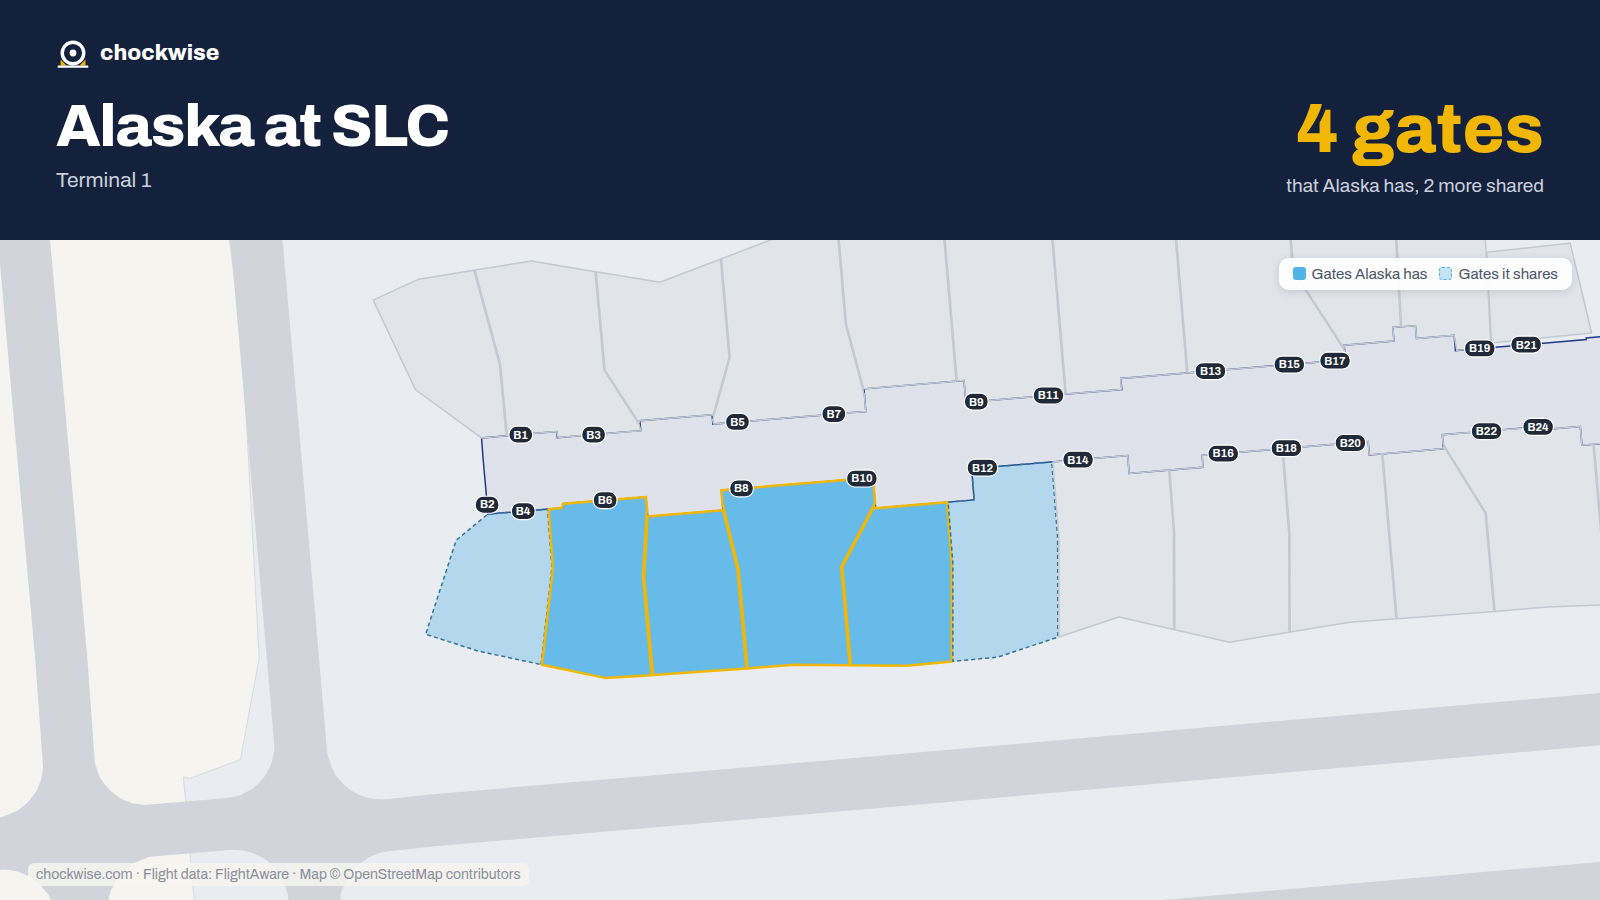 chockwise
Alaska at SLC
Terminal 1
4 gates
that Alaska has, 2 more shared
Gates Alaska has
Gates it shares
B1
B3
B5
B7
B9
B11
B13
B15
B17
B19
B21
B2
B4
B6
B8
B10
B12
B14
B16
B18
B20
B22
B24
chockwise.com · Flight data: FlightAware · Map © OpenStreetMap contributors